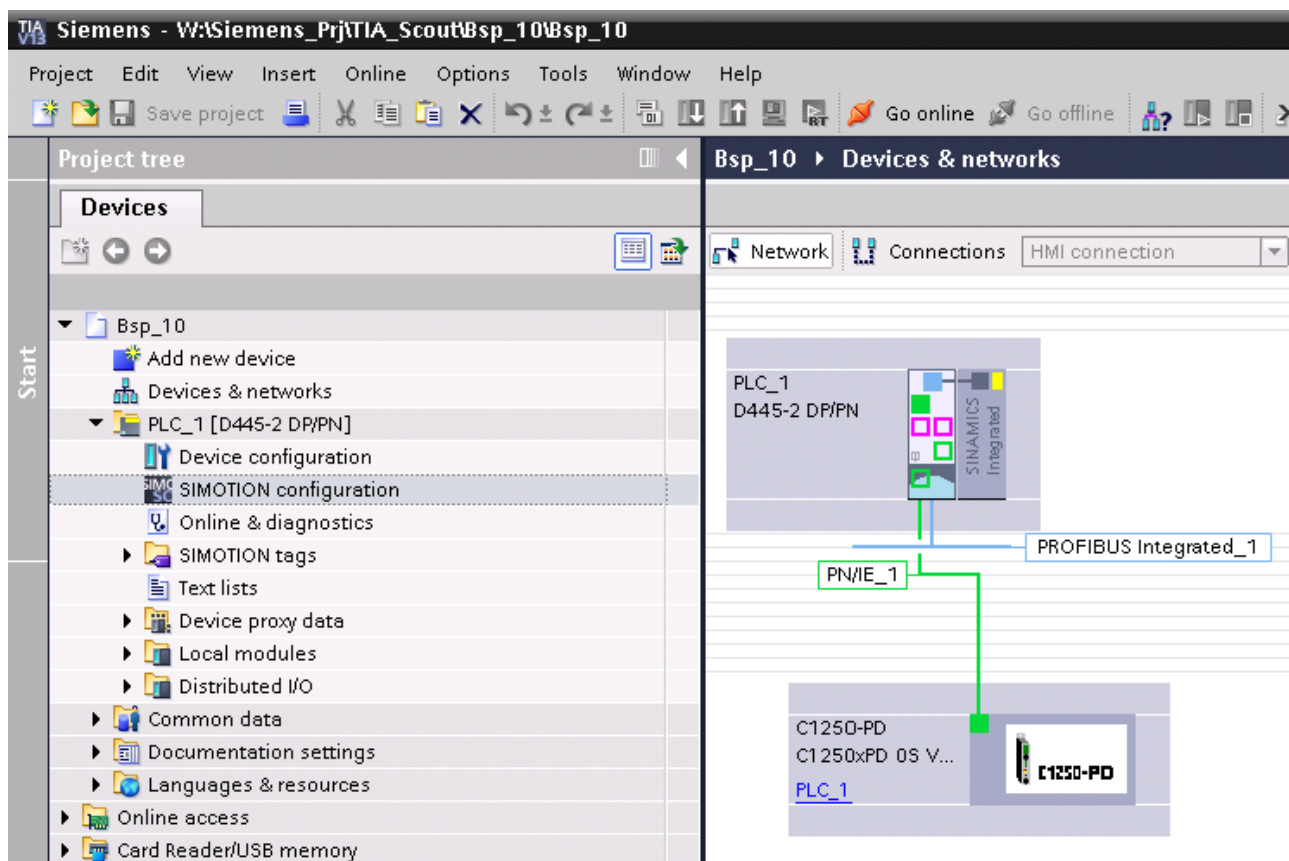 TIA V13 Siemens - W:\Siemens_Prj\TIA_Scout\Bsp_10\Bsp_10
Project Edit View Insert Online Options Tools Window Help
Save project Go online Go offline
Project tree
Bsp_10 Devices & networks
Devices
Network Connections HMI connection
Start
Bsp_10
Add new device
Devices & networks
PLC_1 [D445-2 DP/PN]
Device configuration
SIMOTION configuration
Online & diagnostics
SIMOTION tags
Text lists
Device proxy data
Local modules
Distributed I/O
Common data
Documentation settings
Languages & resources
Online access
Card Reader/USB memory
PLC_1
D445-2 DP/PN
SINAMICS
Integrated
PROFIBUS Integrated_1
PN/IE_1
C1250-PD
C1250xPD 0S V...
PLC_1
C1250-PD